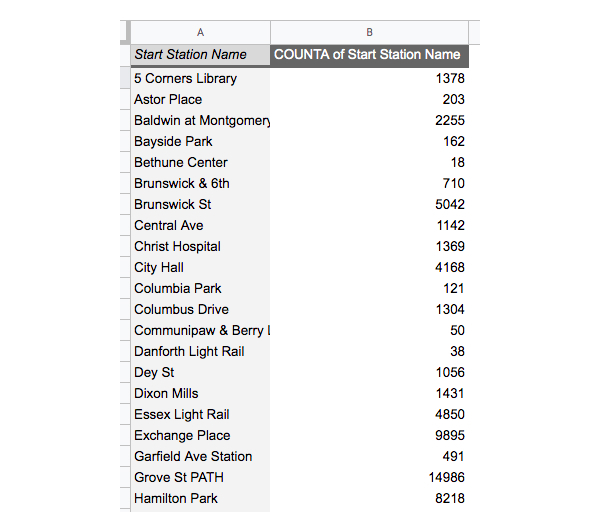 A B
Start Station Name COUNTA of Start Station Name
5 Corners Library 1378
Astor Place 203
Baldwin at Montgomery 2255
Bayside Park 162
Bethune Center 18
Brunswick & 6th 710
Brunswick St 5042
Central Ave 1142
Christ Hospital 1369
City Hall 4168
Columbia Park 121
Columbus Drive 1304
Communipaw & Berry 50
Danforth Light Rail 38
Dey St 1056
Dixon Mills 1431
Essex Light Rail 4850
Exchange Place 9895
Garfield Ave Station 491
Grove St PATH 14986
Hamilton Park 8218